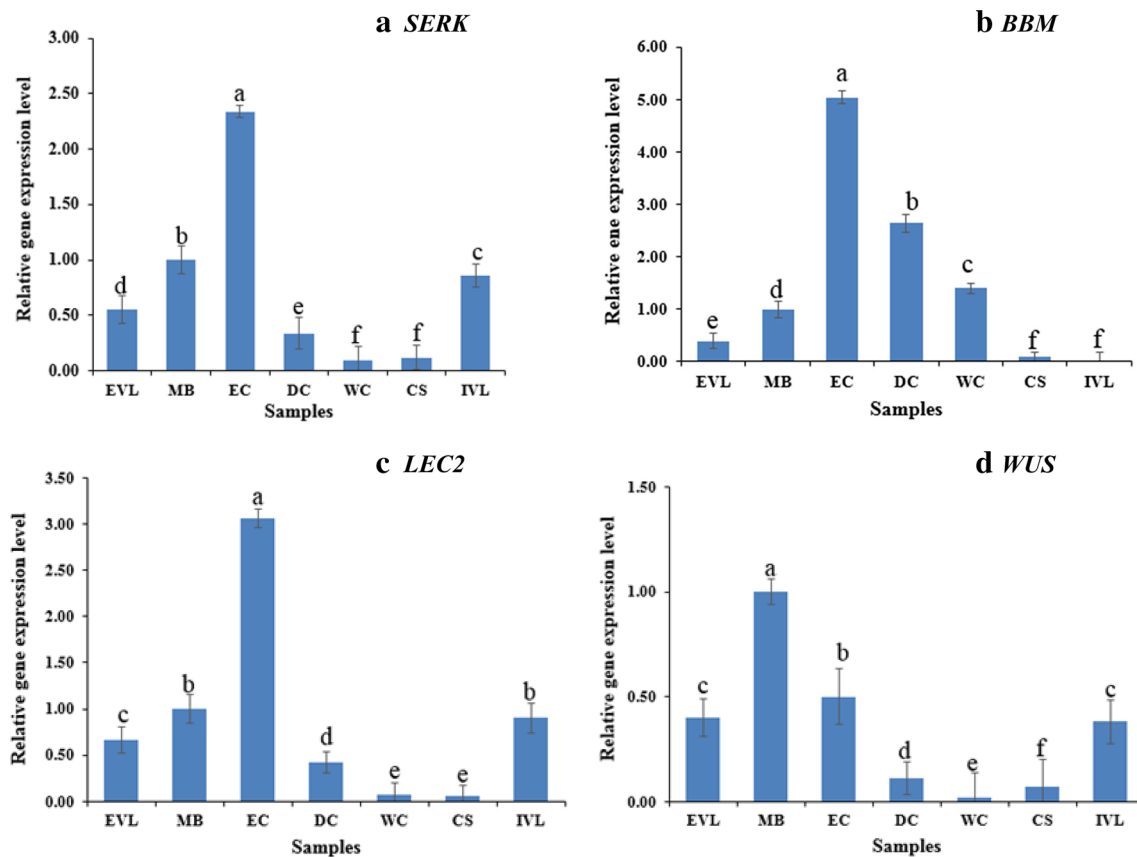 a SERK
Relative gene expression level
3.00
2.50
2.00
1.50
1.00
0.50
0.00
d
b
a
e
f
f
c
EVL MB EC DC WC CS IVL
Samples
b BBM
Relative ene expression level
6.00
5.00
4.00
3.00
2.00
1.00
0.00
e
d
a
b
c
f
f
EVL MB EC DC WC CS IVL
Samples
c LEC2
Relative gene expression level
3.50
3.00
2.50
2.00
1.50
1.00
0.50
0.00
c
b
a
d
e
e
b
EVL MB EC DC WC CS IVL
Samples
d WUS
Relative gene expression level
1.50
1.00
0.50
0.00
c
a
b
d
e
f
c
EVL MB EC DC WC CS IVL
Samples